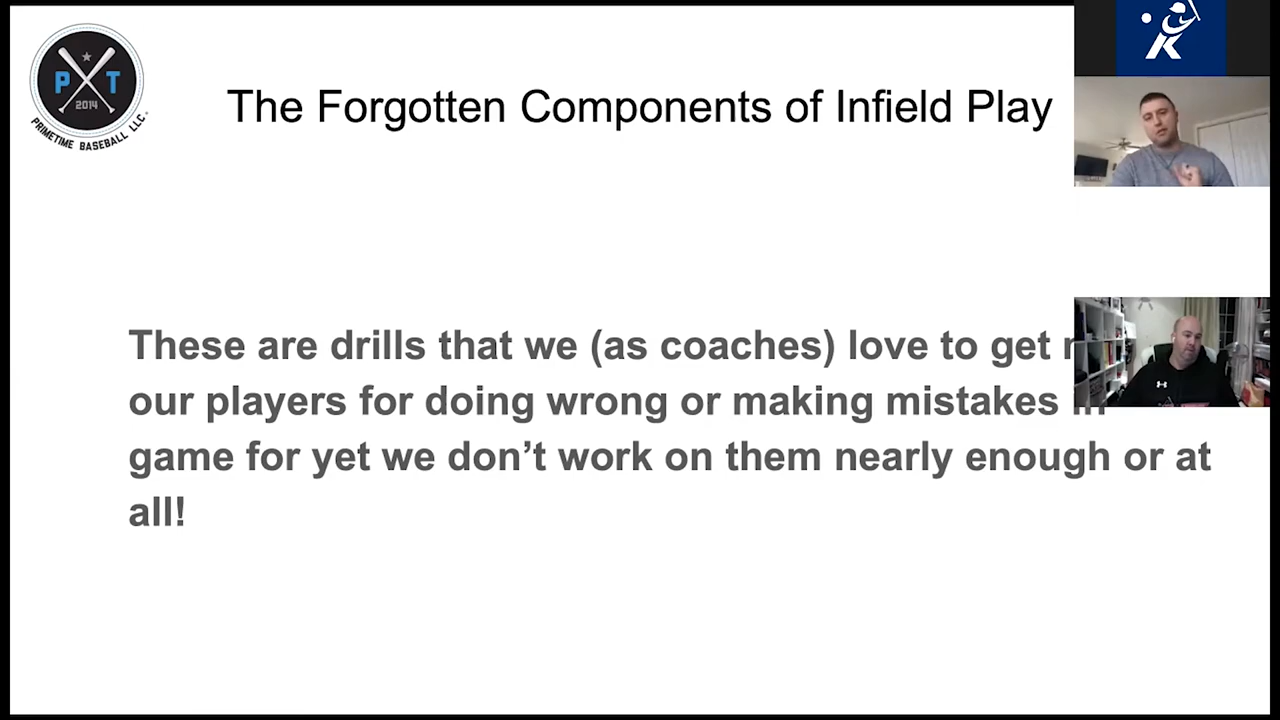 P T
2014
PRIMETIME BASEBALL LLC.
The Forgotten Components of Infield Play
These are drills that we (as coaches) love to get
our players for doing wrong or making mistakes in
game for yet we don’t work on them nearly enough or at
all!
K